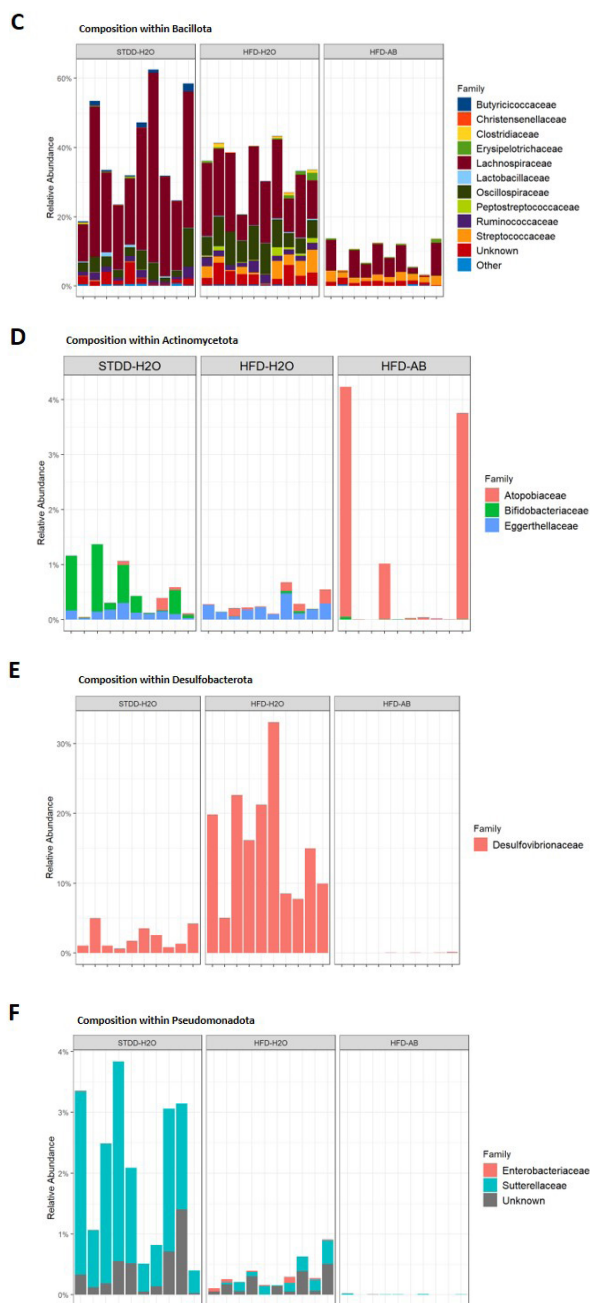 C
Composition within Bacillota
STDD-H2O HFD-H2O HFD-AB
60%
40%
20%
0%
Relative Abundance
Family
Butyricicoccaceae
Christensenellaceae
Clostridiaceae
Erysipelotrichaceae
Lachnospiraceae
Lactobacillaceae
Oscillospiraceae
Peptostreptococcaceae
Ruminococcaceae
Streptococcaceae
Unknown
Other
D
Composition within Actinomycetota
STDD-H2O HFD-H2O HFD-AB
4%
3%
2%
1%
0%
Relative Abundance
Family
Atopobiaceae
Bifidobacteriaceae
Eggerthellaceae
E
Composition within Desulfobacterota
STDD-H2O HFD-H2O HFD-AB
30%
20%
10%
0%
Relative Abundance
Family
Desulfovibrionaceae
F
Composition within Pseudomonadota
STDD-H2O HFD-H2O HFD-AB
4%
3%
2%
1%
0%
Relative Abundance
Family
Enterobacteriaceae
Sutterellaceae
Unknown